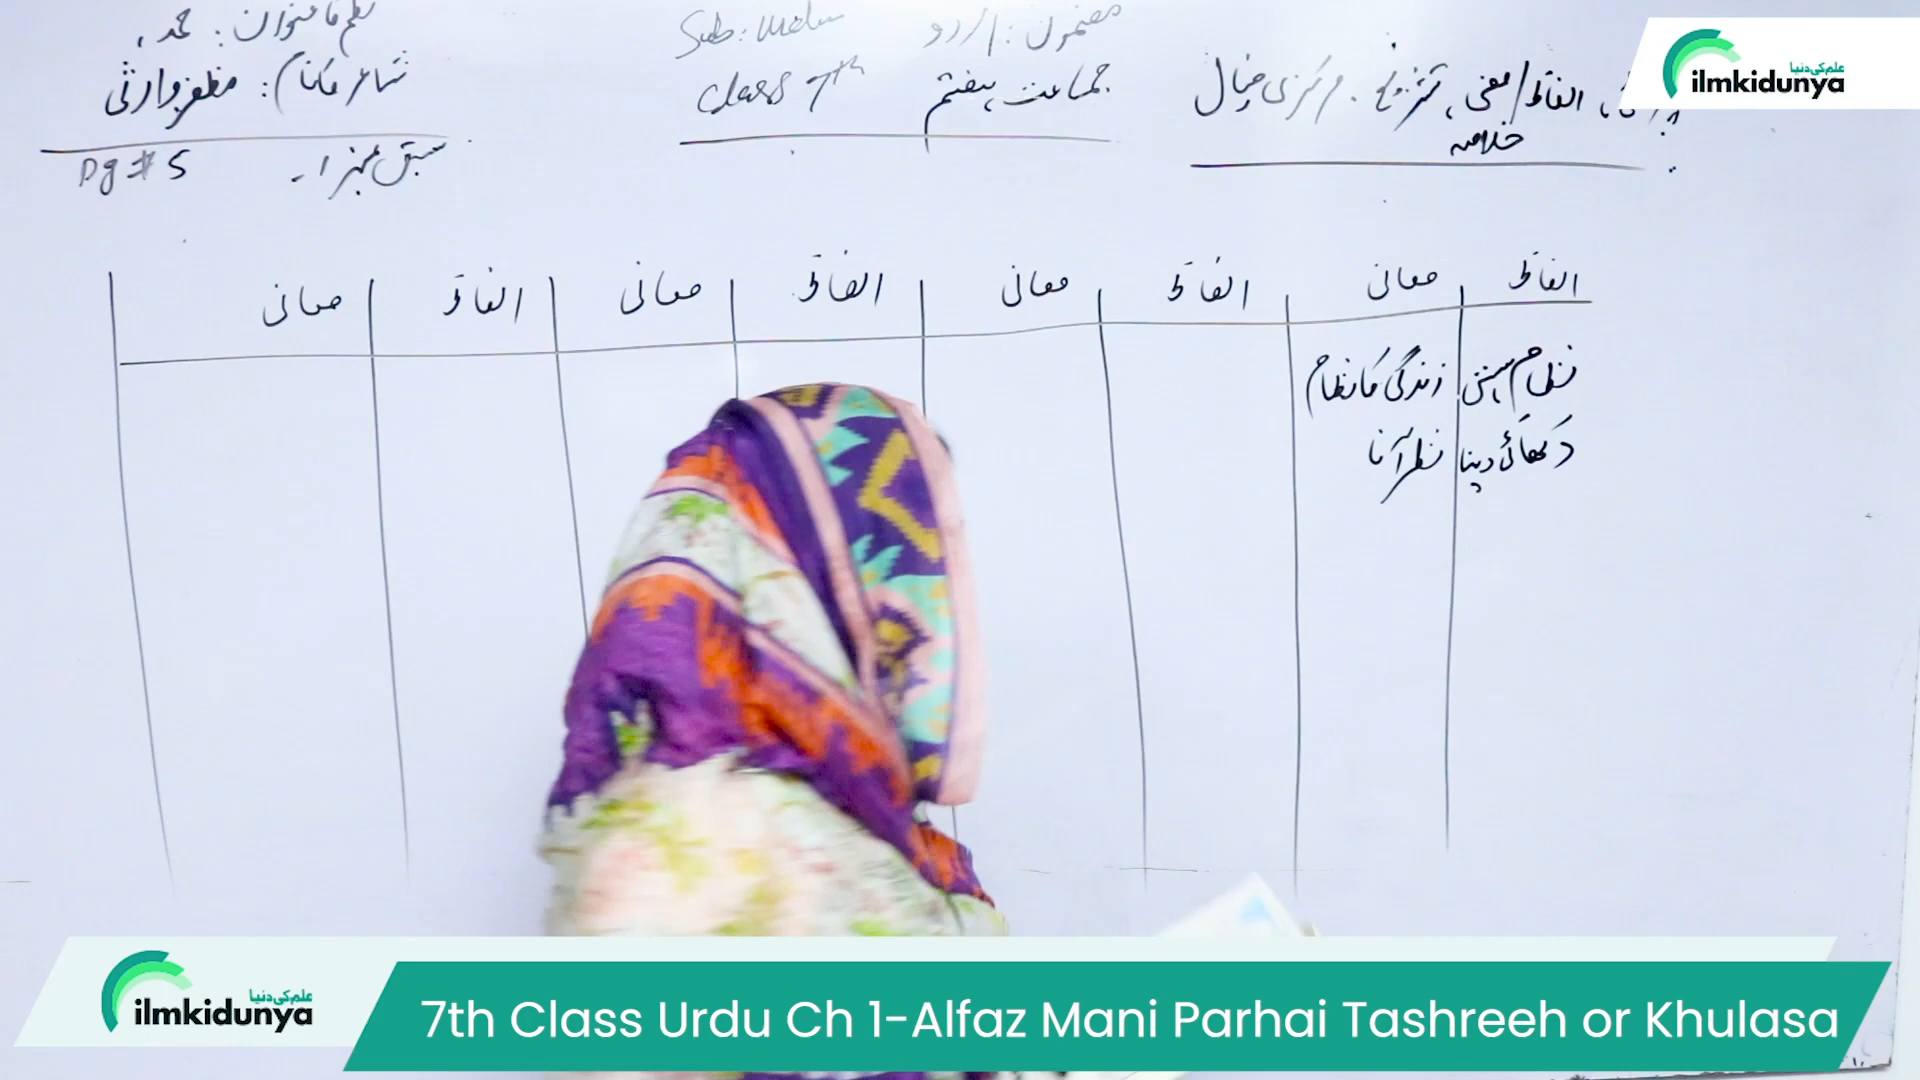 نظم کا عنوان: حمد
شاعر کا نام: مظفر وارثی
سبق نمبر ۱۔
Pg # 5
Sub: Urdu
مضمون: اردو
Class 7th
جماعت ہفتم
الفاظ/معنی، تشریح، مرکزی خیال
خلاصہ
علم کی دنیا
ilmkidunya
الفاظ معانی الفاظ معانی الفاظ معانی الفاظ معانی
نظامِ ہستی زندگی کا نظام
دکھائی دینا نظر آنا
علم کی دنیا
ilmkidunya
7th Class Urdu Ch 1-Alfaz Mani Parhai Tashreeh or Khulasa